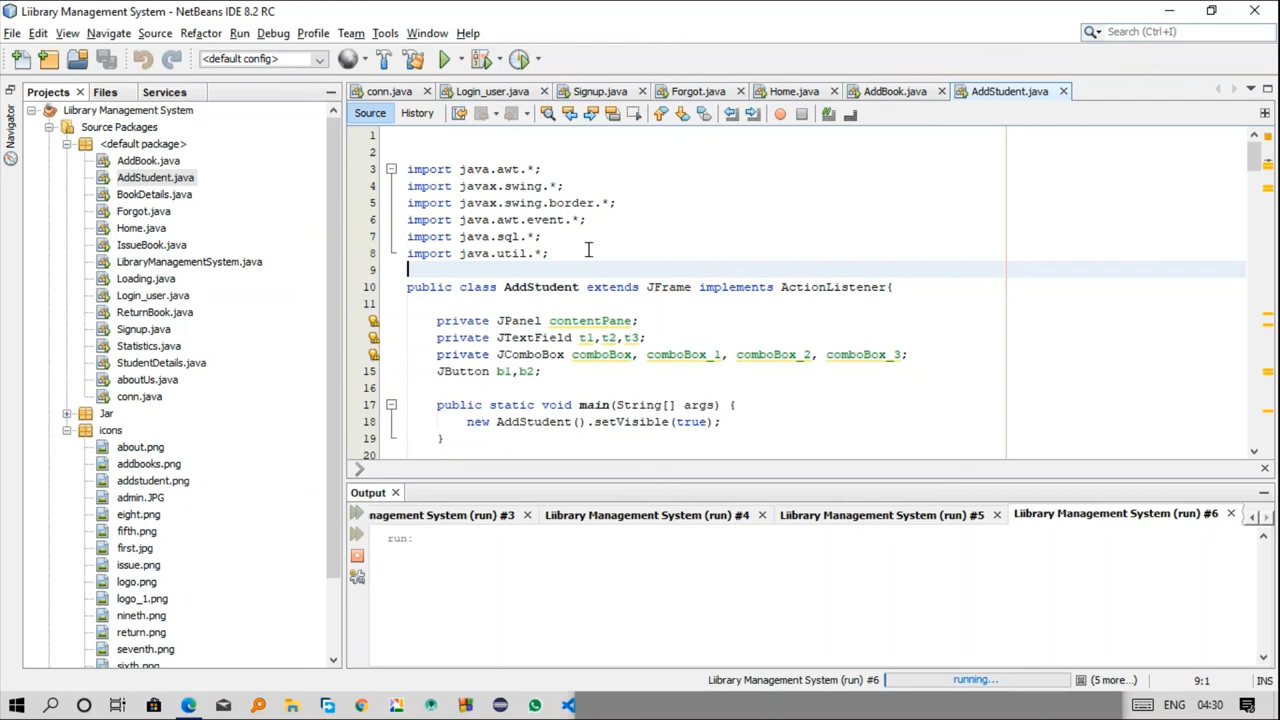 Liibrary Management System - NetBeans IDE 8.2 RC
File Edit View Navigate Source Refactor Run Debug Profile Team Tools Window Help
Search (Ctrl+I)
<default config>
Projects Files Services
conn.java Login_user.java Signup.java Forgot.java Home.java AddBook.java AddStudent.java
Navigator
Source History
Liibrary Management System
Source Packages
<default package>
AddBook.java
AddStudent.java
BookDetails.java
Forgot.java
Home.java
IssueBook.java
LibraryManagementSystem.java
Loading.java
Login_user.java
ReturnBook.java
Signup.java
Statistics.java
StudentDetails.java
aboutUs.java
conn.java
Jar
icons
about.png
addbooks.png
addstudent.png
admin.JPG
eight.png
fifth.png
first.jpg
issue.png
logo.png
logo_1.png
nineth.png
return.png
seventh.png
sixth.png
1
2
3 import java.awt.*;
4 import javax.swing.*;
5 import javax.swing.border.*;
6 import java.awt.event.*;
7 import java.sql.*;
8 import java.util.*;
9
10 public class AddStudent extends JFrame implements ActionListener{
11
private JPanel contentPane;
private JTextField t1,t2,t3;
private JComboBox comboBox, comboBox_1, comboBox_2, comboBox_3;
15 JButton b1,b2;
16
17 public static void main(String[] args) {
18 new AddStudent().setVisible(true);
19 }
20
Output
nagement System (run) #3 Liibrary Management System (run) #4 Liibrary Management System (run) #5 Liibrary Management System (run) #6
run:
Liibrary Management System (run) #6 running... (5 more...) 9:1 INS
ENG 04:30